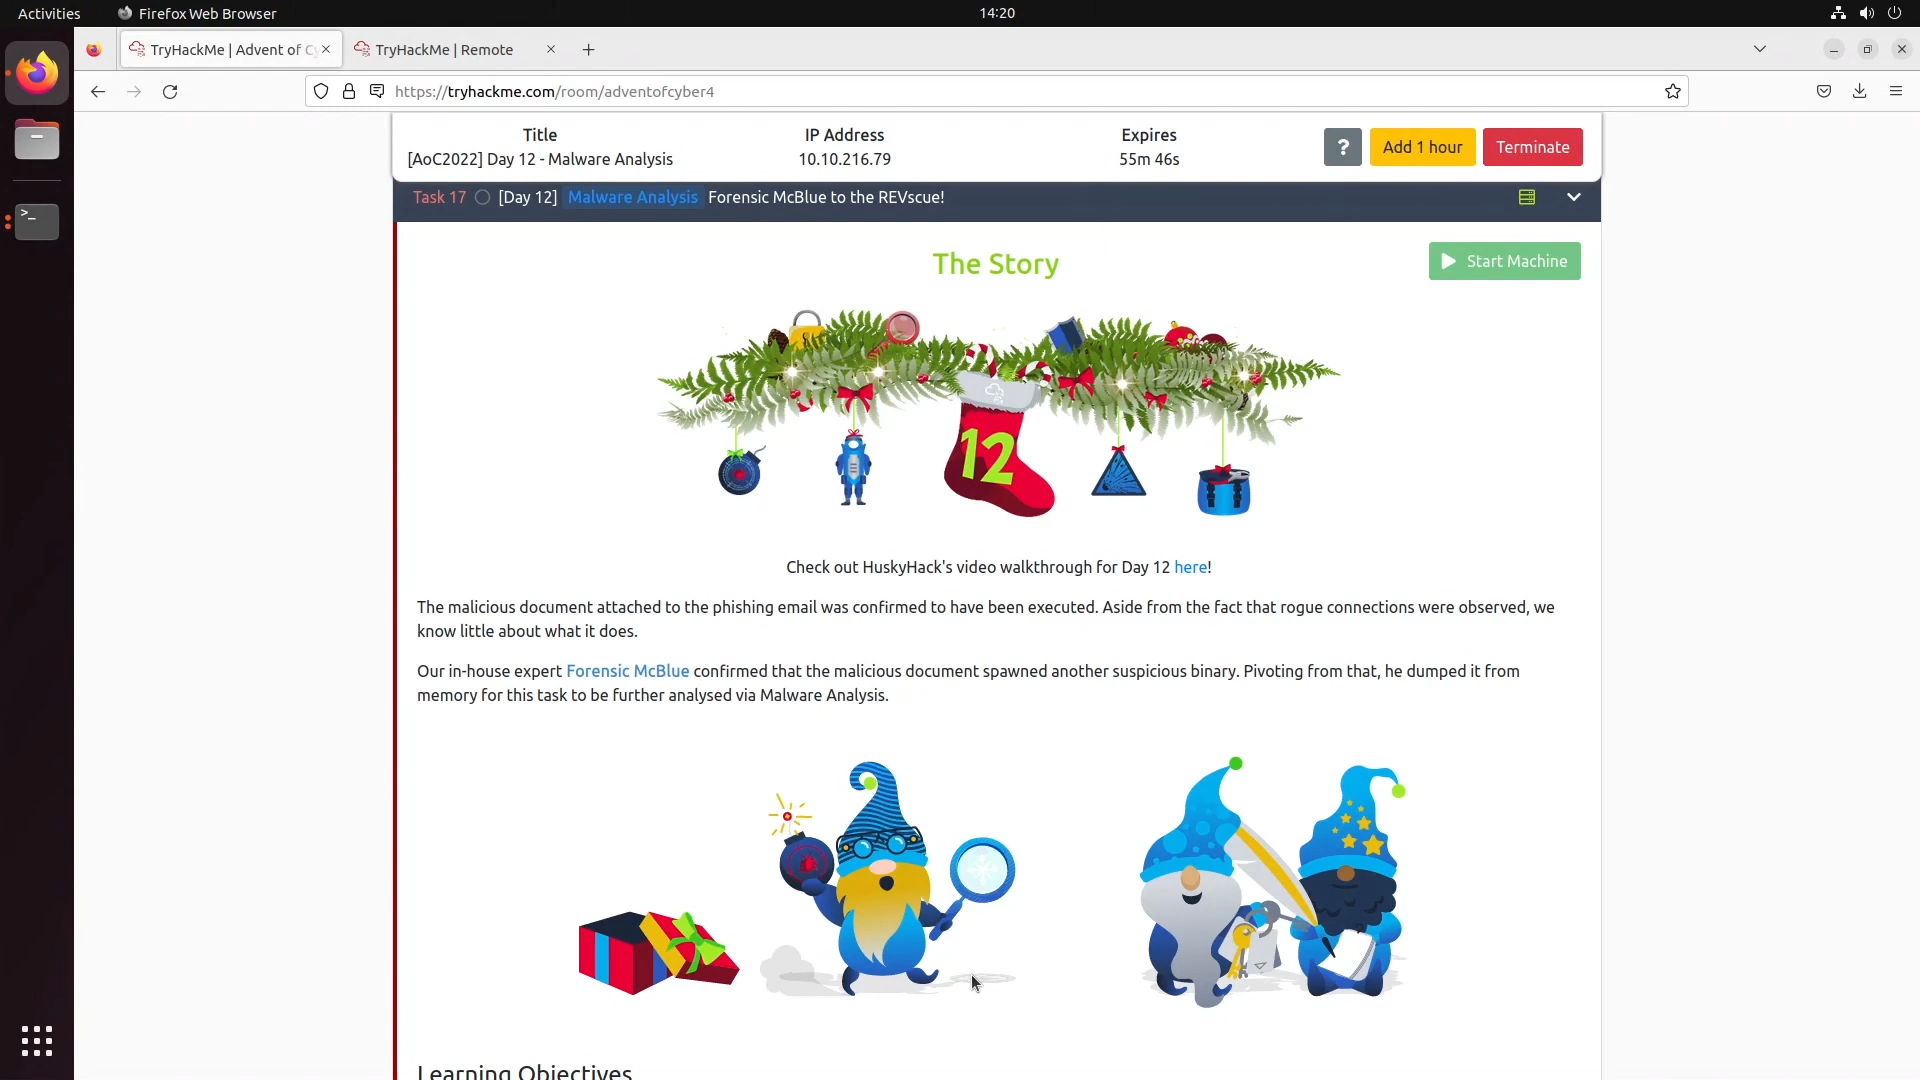 Activities
Firefox Web Browser
14:20
TryHackMe | Advent of Cy
TryHackMe | Remote
https://tryhackme.com/room/adventofcyber4
Title
IP Address
Expires
[AoC2022] Day 12 - Malware Analysis
10.10.216.79
55m 46s
?
Add 1 hour
Terminate
Task 17
[Day 12] Malware Analysis Forensic McBlue to the REVscue!
The Story
Start Machine
12
Check out HuskyHack's video walkthrough for Day 12 here!
The malicious document attached to the phishing email was confirmed to have been executed. Aside from the fact that rogue connections were observed, we
know little about what it does.
Our in-house expert Forensic McBlue confirmed that the malicious document spawned another suspicious binary. Pivoting from that, he dumped it from
memory for this task to be further analysed via Malware Analysis.
Learning Objectives